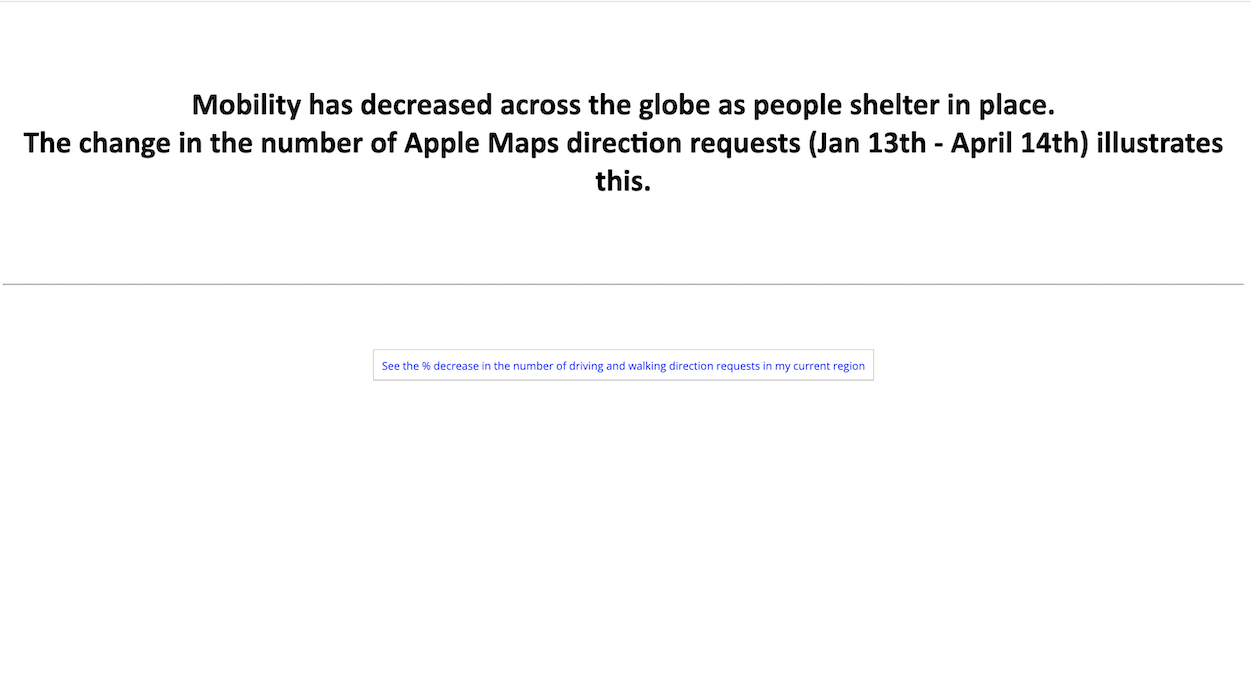 Mobility has decreased across the globe as people shelter in place.
The change in the number of Apple Maps direction requests (Jan 13th - April 14th) illustrates
this.
See the % decrease in the number of driving and walking direction requests in my current region